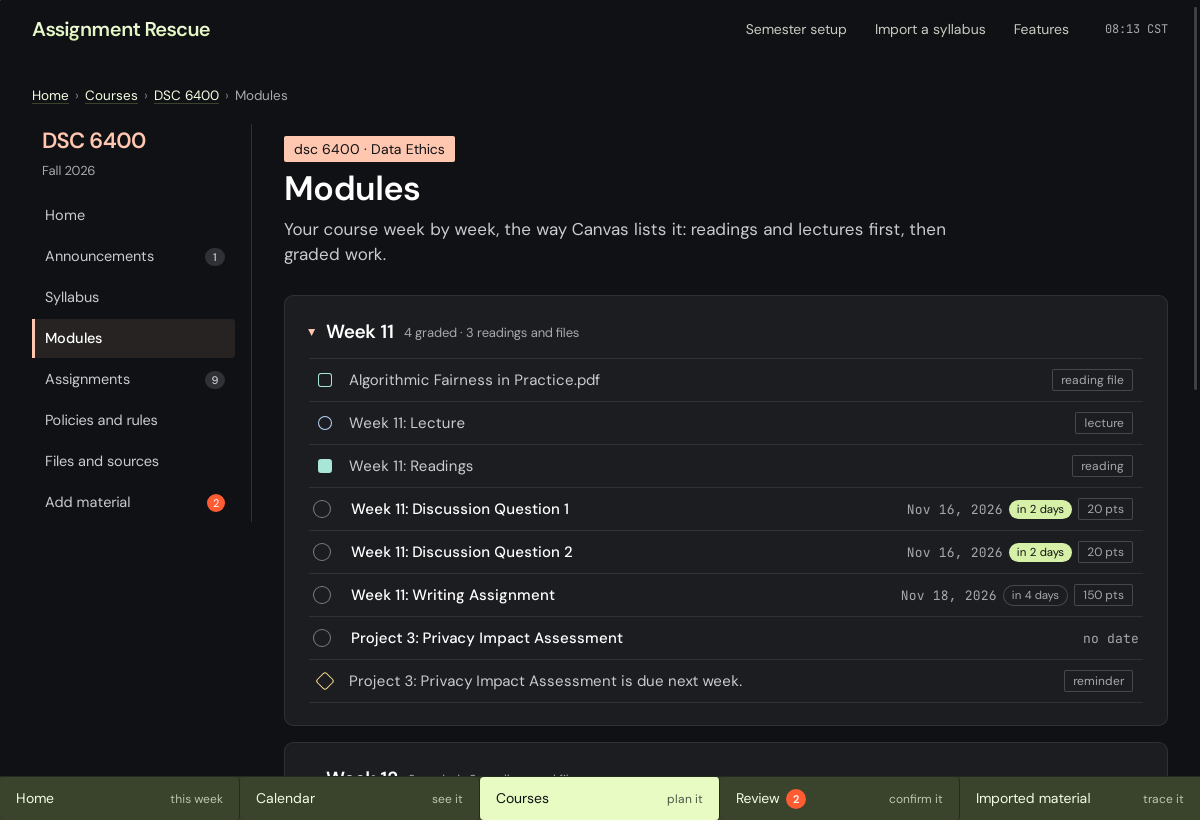 Assignment Rescue
Semester setup
Import a syllabus
Features
08:13 CST
Home › Courses › DSC 6400 › Modules
DSC 6400
Fall 2026
Home
Announcements 1
Syllabus
Modules
Assignments 9
Policies and rules
Files and sources
Add material 2
dsc 6400 · Data Ethics
Modules
Your course week by week, the way Canvas lists it: readings and lectures first, then
graded work.
▾ Week 11 4 graded · 3 readings and files
Algorithmic Fairness in Practice.pdf reading file
Week 11: Lecture lecture
Week 11: Readings reading
Week 11: Discussion Question 1 Nov 16, 2026 in 2 days 20 pts
Week 11: Discussion Question 2 Nov 16, 2026 in 2 days 20 pts
Week 11: Writing Assignment Nov 18, 2026 in 4 days 150 pts
Project 3: Privacy Impact Assessment no date
Project 3: Privacy Impact Assessment is due next week. reminder
Week 12
Home this week
Calendar see it
Courses plan it
Review 2 confirm it
Imported material trace it